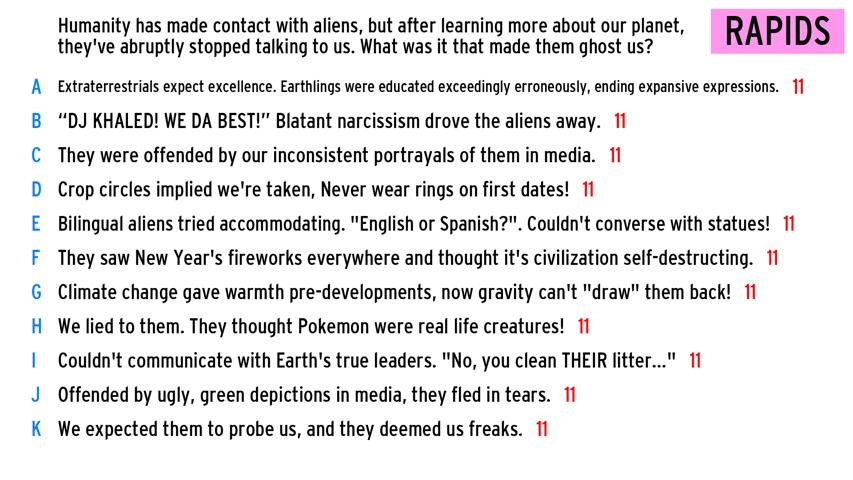 Humanity has made contact with aliens, but after learning more about our planet,
they've abruptly stopped talking to us. What was it that made them ghost us?
RAPIDS
A Extraterrestrials expect excellence. Earthlings were educated exceedingly erroneously, ending expansive expressions. 11
B “DJ KHALED! WE DA BEST!” Blatant narcissism drove the aliens away. 11
C They were offended by our inconsistent portrayals of them in media. 11
D Crop circles implied we're taken, Never wear rings on first dates! 11
E Bilingual aliens tried accommodating. "English or Spanish?". Couldn't converse with statues! 11
F They saw New Year's fireworks everywhere and thought it's civilization self-destructing. 11
G Climate change gave warmth pre-developments, now gravity can't "draw" them back! 11
H We lied to them. They thought Pokemon were real life creatures! 11
I Couldn't communicate with Earth's true leaders. "No, you clean THEIR litter..." 11
J Offended by ugly, green depictions in media, they fled in tears. 11
K We expected them to probe us, and they deemed us freaks. 11